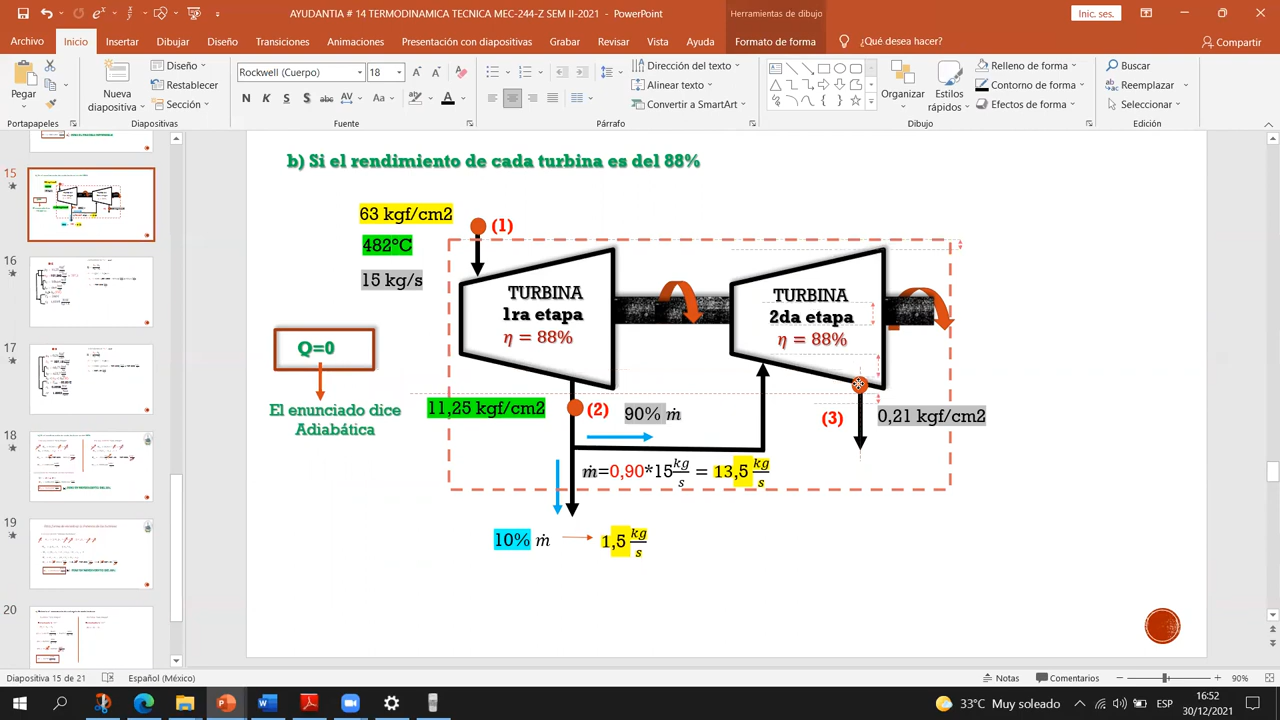 AYUDANTIA # 14 TERMODINAMICA TECNICA MEC-244-Z SEM II-2021 - PowerPoint
Herramientas de dibujo
Inic. ses.
Archivo Inicio Insertar Dibujar Diseño Transiciones Animaciones Presentación con diapositivas Grabar Revisar Vista Ayuda Formato de forma ¿Qué desea hacer? Compartir
Pegar
Nueva diapositiva
Diseño
Restablecer
Sección
Rockwell (Cuerpo) 18
N K S S abc AV Aa A
Dirección del texto
Alinear texto
Convertir a SmartArt
Organizar
Estilos rápidos
Relleno de forma
Contorno de forma
Efectos de forma
Buscar
Reemplazar
Seleccionar
Portapapeles Diapositivas Fuente Párrafo Dibujo Edición
15
16
17
18
19
20
b) Si el rendimiento de cada turbina es del 88%
63 kgf/cm2
(1)
482°C
15 kg/s
TURBINA
1ra etapa
η = 88%
TURBINA
2da etapa
η = 88%
Q=0
El enunciado dice
Adiabática
11,25 kgf/cm2
(2)
90% ṁ
(3)
0,21 kgf/cm2
ṁ=0,90*15 kg/s = 13,5 kg/s
10% ṁ
1,5 kg/s
Diapositiva 15 de 21
Español (México)
Notas
Comentarios
90%
33°C Muy soleado
ESP
16:52
30/12/2021